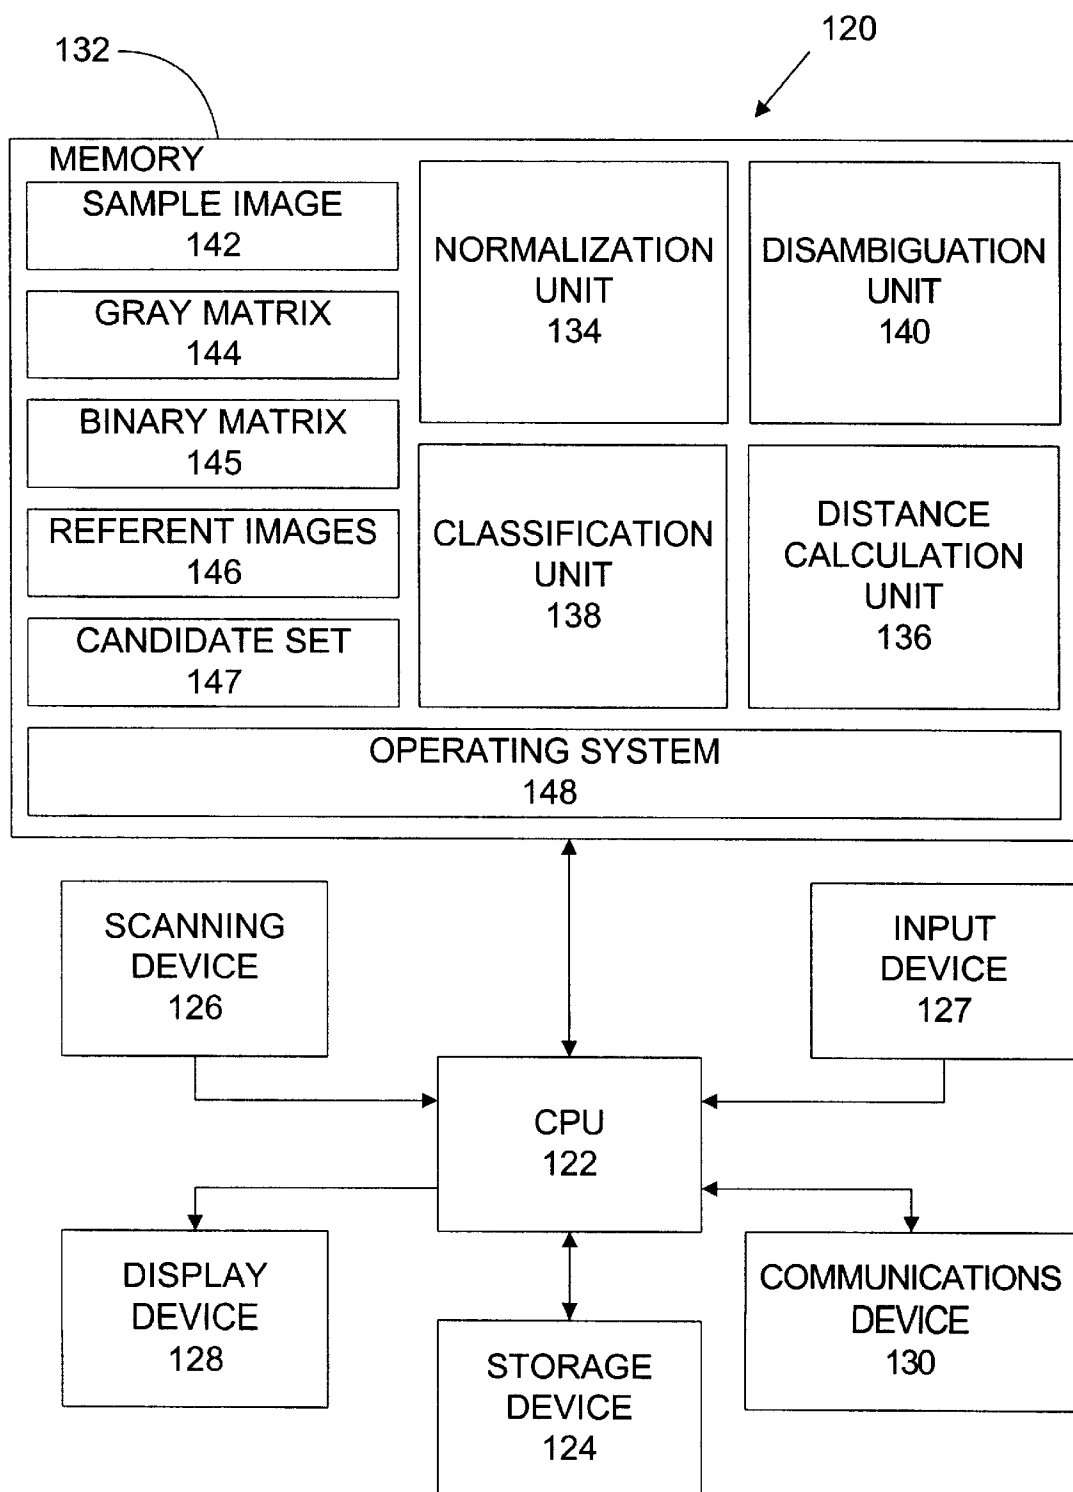 132
120
MEMORY
SAMPLE IMAGE
142
GRAY MATRIX
144
BINARY MATRIX
145
REFERENT IMAGES
146
CANDIDATE SET
147
NORMALIZATION
UNIT
134
DISAMBIGUATION
UNIT
140
CLASSIFICATION
UNIT
138
DISTANCE
CALCULATION
UNIT
136
OPERATING SYSTEM
148
SCANNING
DEVICE
126
INPUT
DEVICE
127
CPU
122
DISPLAY
DEVICE
128
STORAGE
DEVICE
124
COMMUNICATIONS
DEVICE
130